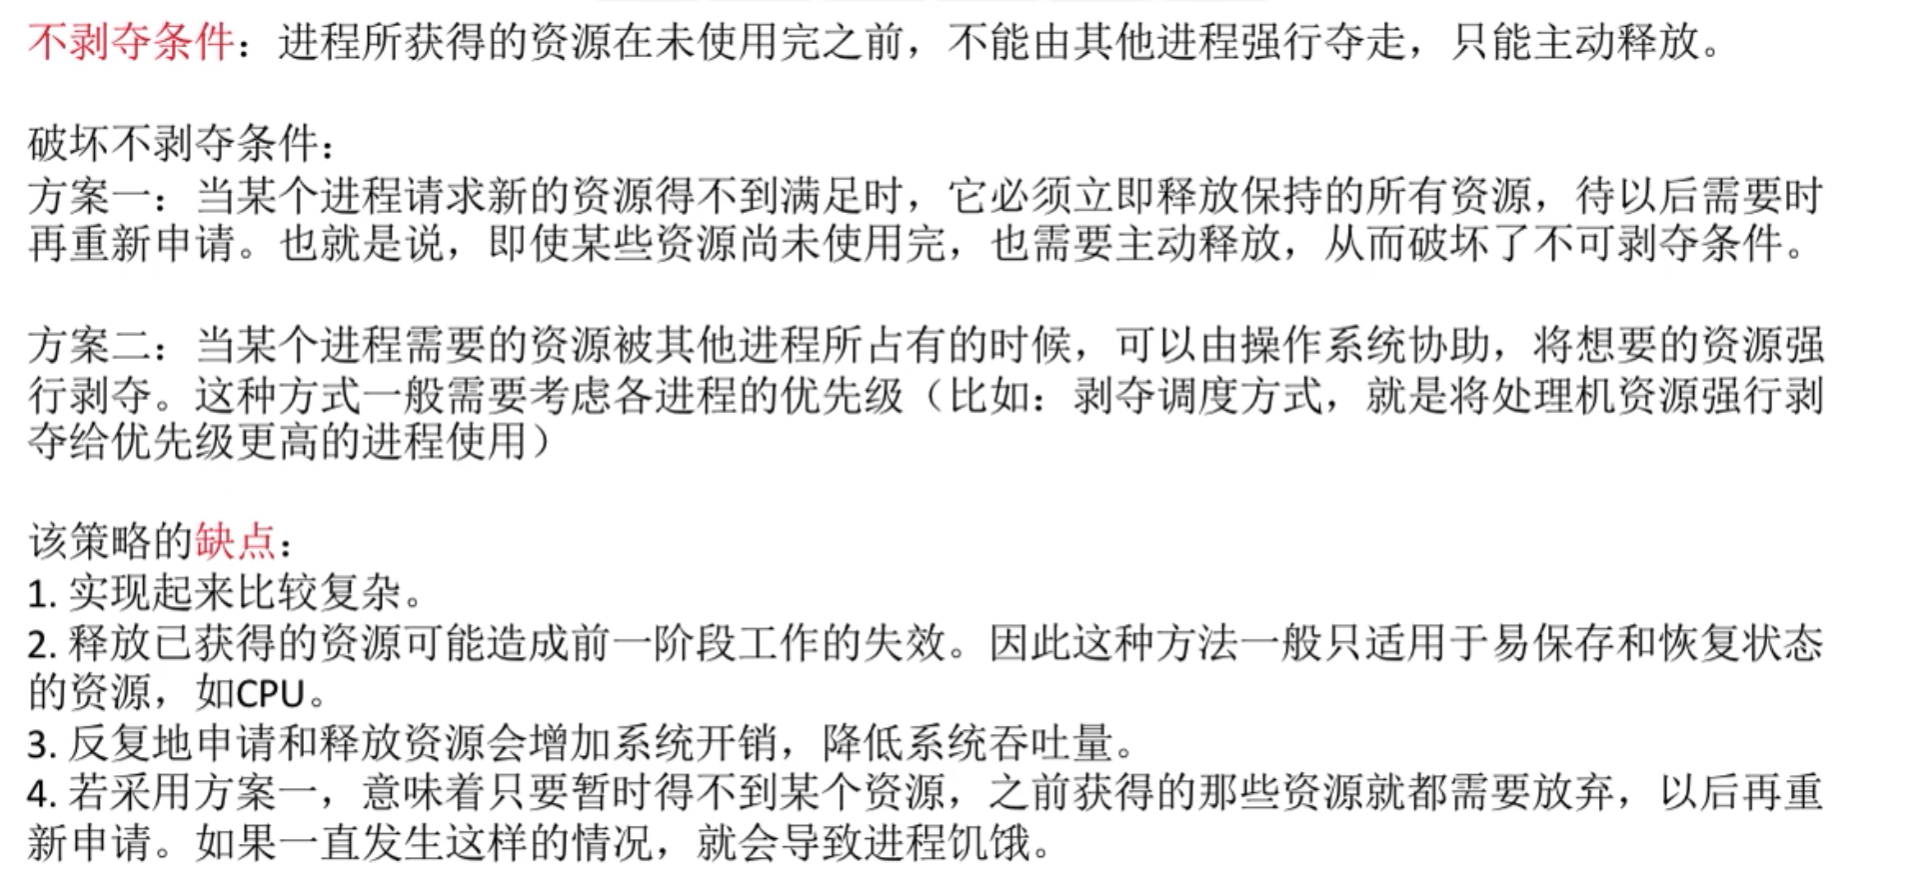 不剥夺条件：进程所获得的资源在未使用完之前，不能由其他进程强行夺走，只能主动释放。
破坏不剥夺条件：
方案一：当某个进程请求新的资源得不到满足时，它必须立即释放保持的所有资源，待以后需要时
再重新申请。也就是说，即使某些资源尚未使用完，也需要主动释放，从而破坏了不可剥夺条件。
方案二：当某个进程需要的资源被其他进程所占有的时候，可以由操作系统协助，将想要的资源强
行剥夺。这种方式一般需要考虑各进程的优先级（比如：剥夺调度方式，就是将处理机资源强行剥
夺给优先级更高的进程使用）
该策略的缺点：
1. 实现起来比较复杂。
2. 释放已获得的资源可能造成前一阶段工作的失效。因此这种方法一般只适用于易保存和恢复状态
的资源，如CPU。
3. 反复地申请和释放资源会增加系统开销，降低系统吞吐量。
4. 若采用方案一，意味着只要暂时得不到某个资源，之前获得的那些资源就都需要放弃，以后再重
新申请。如果一直发生这样的情况，就会导致进程饥饿。